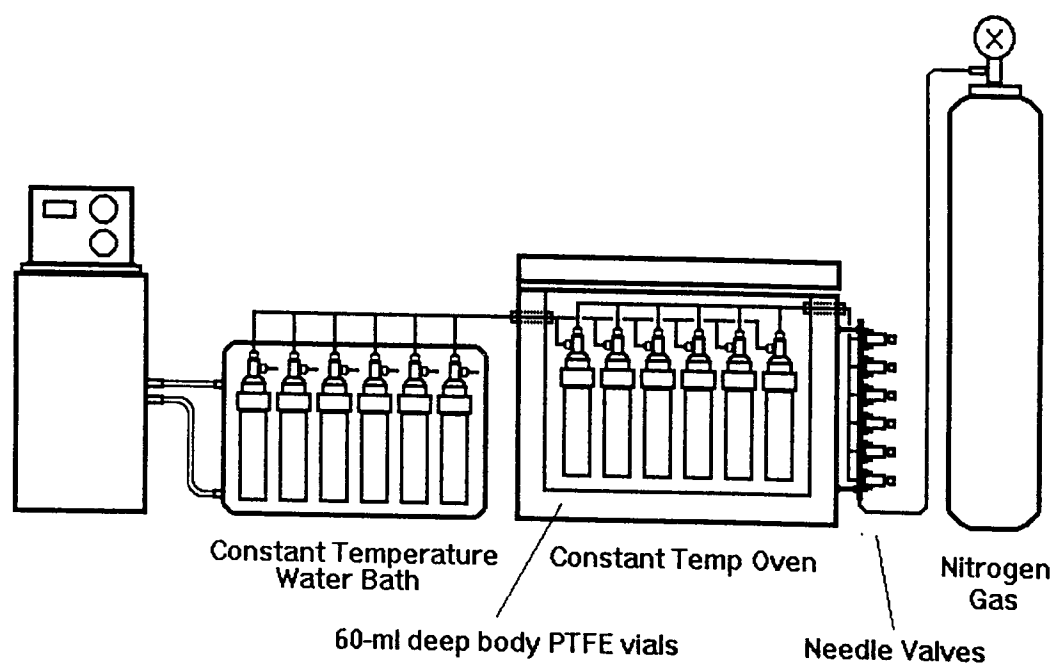 Constant Temperature
Water Bath
Constant Temp Oven
Nitrogen
Gas
60-ml deep body PTFE vials
Needle Valves